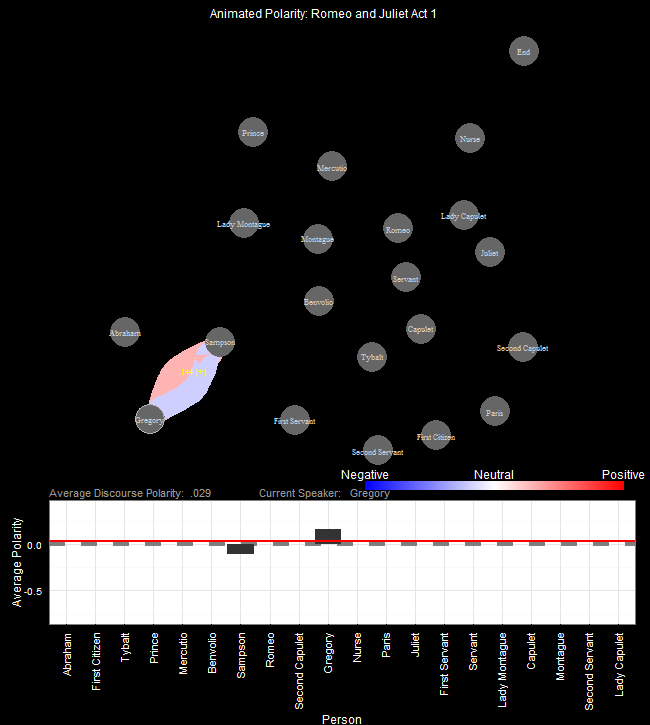 Animated Polarity: Romeo and Juliet Act 1
End
Prince
Nurse
Mercutio
Lady Montague
Lady Capulet
Romeo
Montague
Juliet
Servant
Benvolio
Abraham
Capulet
Sampson
Second Capulet
Tybalt
Paris
Gregory
First Servant
First Citizen
Second Servant
Negative Neutral Positive
Average Discourse Polarity: .029 Current Speaker: Gregory
Average Polarity
0.0
-0.5
Abraham
First Citizen
Tybalt
Prince
Mercutio
Benvolio
Sampson
Romeo
Second Capulet
Gregory
Nurse
Paris
Juliet
First Servant
Servant
Lady Montague
Capulet
Montague
Second Servant
Lady Capulet
Person